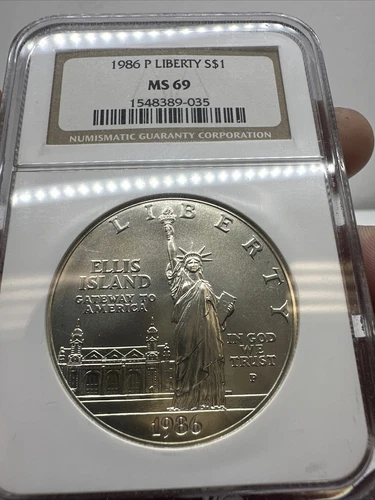 1986 P LIBERTY S$1
MS 69
1548389-035
NUMISMATIC GUARANTY CORPORATION
LIBERTY
ELLIS
ISLAND
GATEWAY TO
AMERICA
IN GOD
WE
TRUST
P
1986